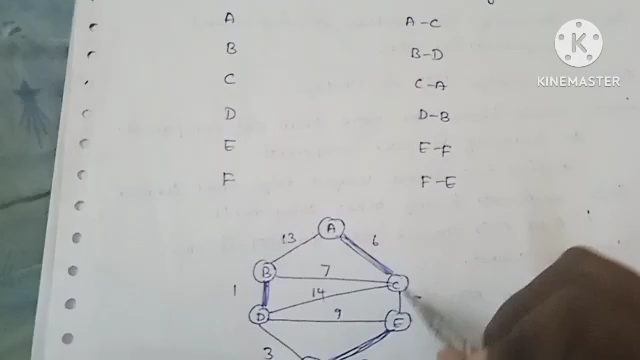 A A-C
B B-D
C C-A
D D-B
E E-F
F F-E
KINEMASTER
A
13 6
B 7 C
1 14
D 9 E
3